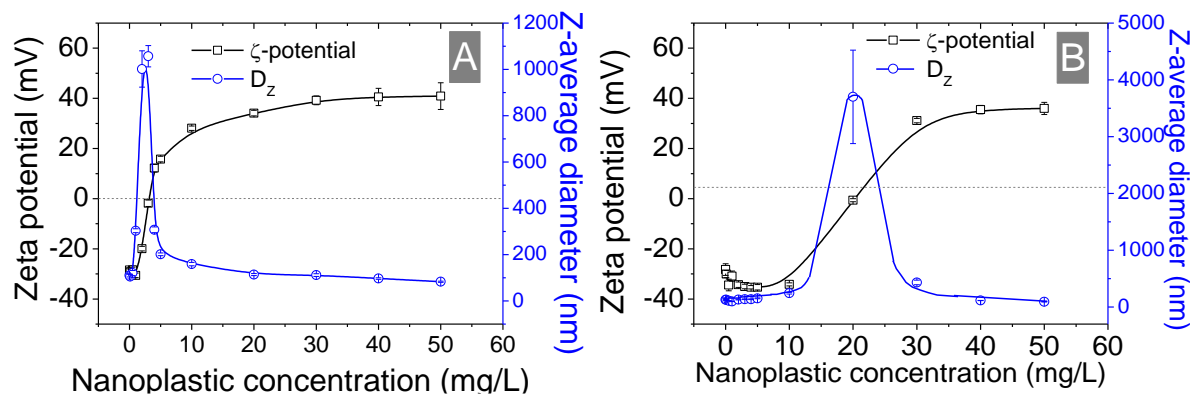 Zeta potential (mV)
60
40
20
0
-20
-40
ζ-potential
D_Z
A
1200
1000
800
600
400
200
0
Z-average diameter (nm)
0 10 20 30 40 50 60
Nanoplastic concentration (mg/L)
Zeta potential (mV)
60
40
20
0
-20
-40
ζ-potential
D_Z
B
5000
4000
3000
2000
1000
0
Z-average diameter (nm)
0 10 20 30 40 50 60
Nanoplastic concentration (mg/L)